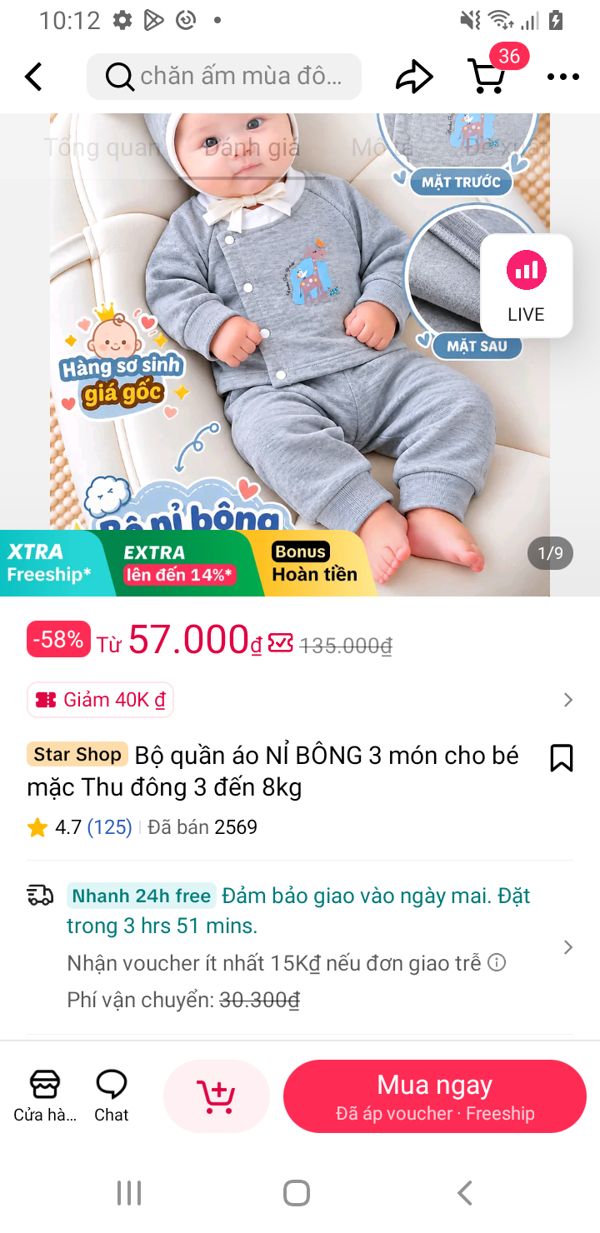 10:12
36
chăn ấm mùa đô...
Tổng quan Đánh giá Mô tả Đề xuất
MẶT TRƯỚC
LIVE
MẶT SAU
Hàng sơ sinh
giá gốc
Bộ nỉ bông
XTRA
Freeship*
EXTRA
lên đến 14%*
Bonus
Hoàn tiền
1/9
-58% Từ 57.000₫ 135.000₫
Giảm 40K ₫
Star Shop Bộ quần áo NỈ BÔNG 3 món cho bé
mặc Thu đông 3 đến 8kg
4.7 (125) Đã bán 2569
Nhanh 24h free Đảm bảo giao vào ngày mai. Đặt
trong 3 hrs 51 mins.
Nhận voucher ít nhất 15K₫ nếu đơn giao trễ
Phí vận chuyển: 30.300₫
Cửa hà...
Chat
Mua ngay
Đã áp voucher · Freeship